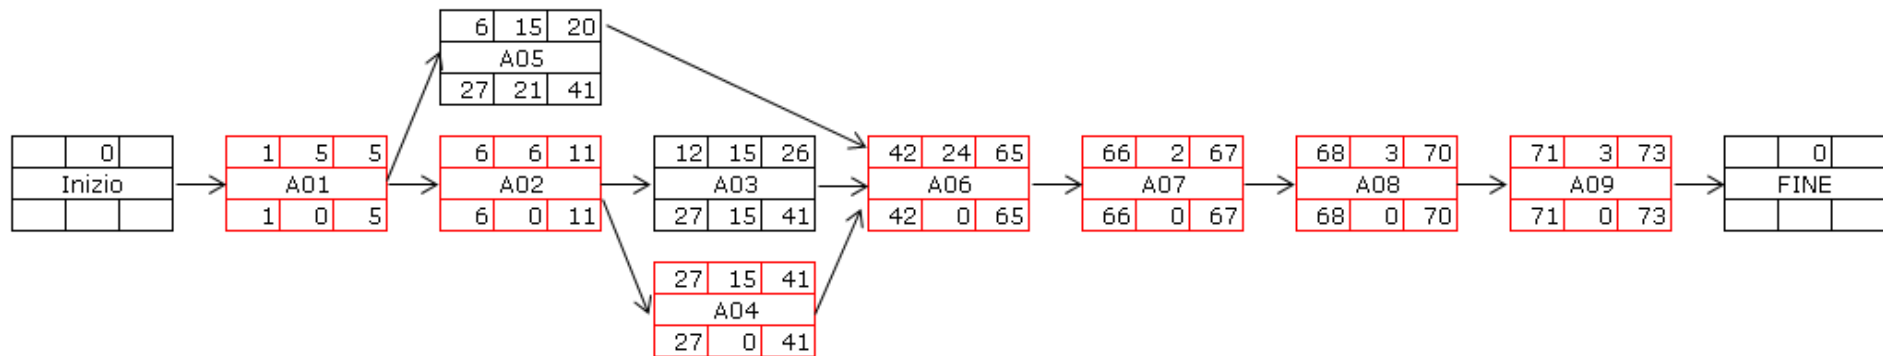 6 15 20
A05
27 21 41
0
Inizio
1 5 5
A01
1 0 5
6 6 11
A02
6 0 11
12 15 26
A03
27 15 41
42 24 65
A06
42 0 65
66 2 67
A07
66 0 67
68 3 70
A08
68 0 70
71 3 73
A09
71 0 73
0
FINE
27 15 41
A04
27 0 41